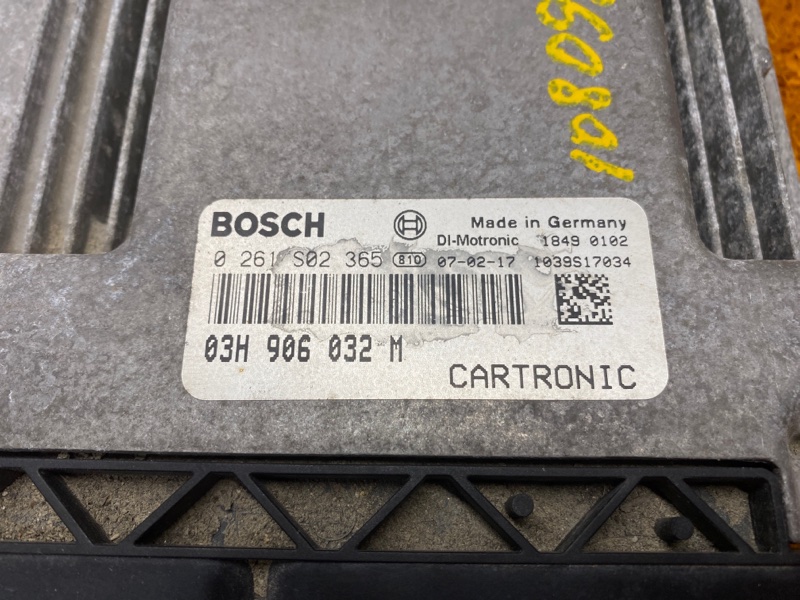 BOSCH Made in Germany
DI-Motronic 1849 0102
0 261 S02 365 810 07-02-17 1039S17034
03H 906 032 M
CARTRONIC